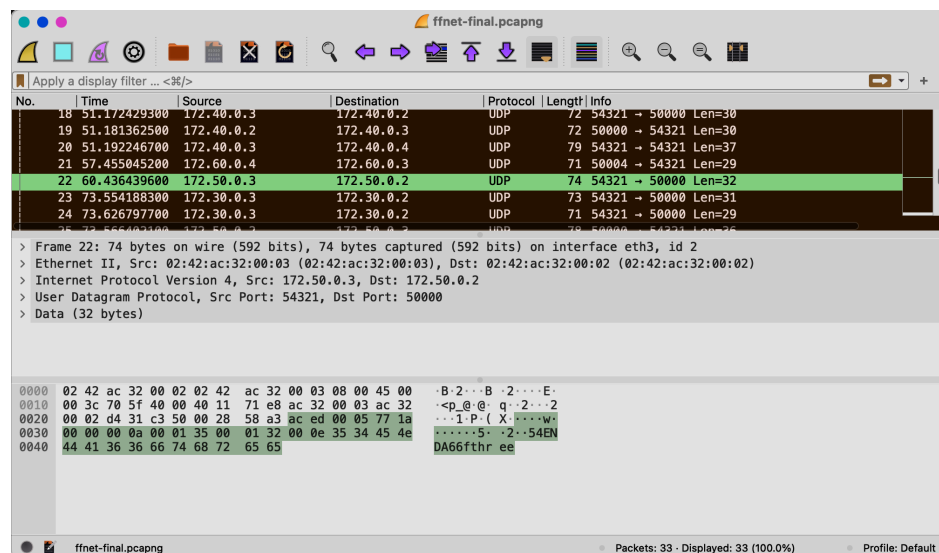 ffnet-final.pcapng
Apply a display filter ... <⌘/>
No. Time Source Destination Protocol Length Info
18 51.172429300 172.40.0.3 172.40.0.2 UDP 72 54321 → 50000 Len=30
19 51.181362500 172.40.0.2 172.40.0.3 UDP 72 50000 → 54321 Len=30
20 51.192246700 172.40.0.3 172.40.0.4 UDP 79 54321 → 54321 Len=37
21 57.455045200 172.60.0.4 172.60.0.3 UDP 71 50004 → 54321 Len=29
22 60.436439600 172.50.0.3 172.50.0.2 UDP 74 54321 → 50000 Len=32
23 73.554188300 172.30.0.3 172.30.0.2 UDP 73 54321 → 50000 Len=31
24 73.626797700 172.30.0.3 172.30.0.2 UDP 71 54321 → 50000 Len=29
> Frame 22: 74 bytes on wire (592 bits), 74 bytes captured (592 bits) on interface eth3, id 2
> Ethernet II, Src: 02:42:ac:32:00:03 (02:42:ac:32:00:03), Dst: 02:42:ac:32:00:02 (02:42:ac:32:00:02)
> Internet Protocol Version 4, Src: 172.50.0.3, Dst: 172.50.0.2
> User Datagram Protocol, Src Port: 54321, Dst Port: 50000
> Data (32 bytes)
0000 02 42 ac 32 00 02 02 42 ac 32 00 03 08 00 45 00 ·B·2···B ·2····E·
0010 00 3c 70 5f 40 00 40 11 71 e8 ac 32 00 03 ac 32 ·<p_@·@· q··2···2
0020 00 02 d4 31 c3 50 00 28 58 a3 ac ed 00 05 77 1a ···1·P·( X·····w·
0030 00 00 00 0a 00 01 35 00 01 32 00 0e 35 34 45 4e ······5· ·2··54EN
0040 44 41 36 36 66 74 68 72 65 65 DA66fthr ee
ffnet-final.pcapng Packets: 33 · Displayed: 33 (100.0%) Profile: Default